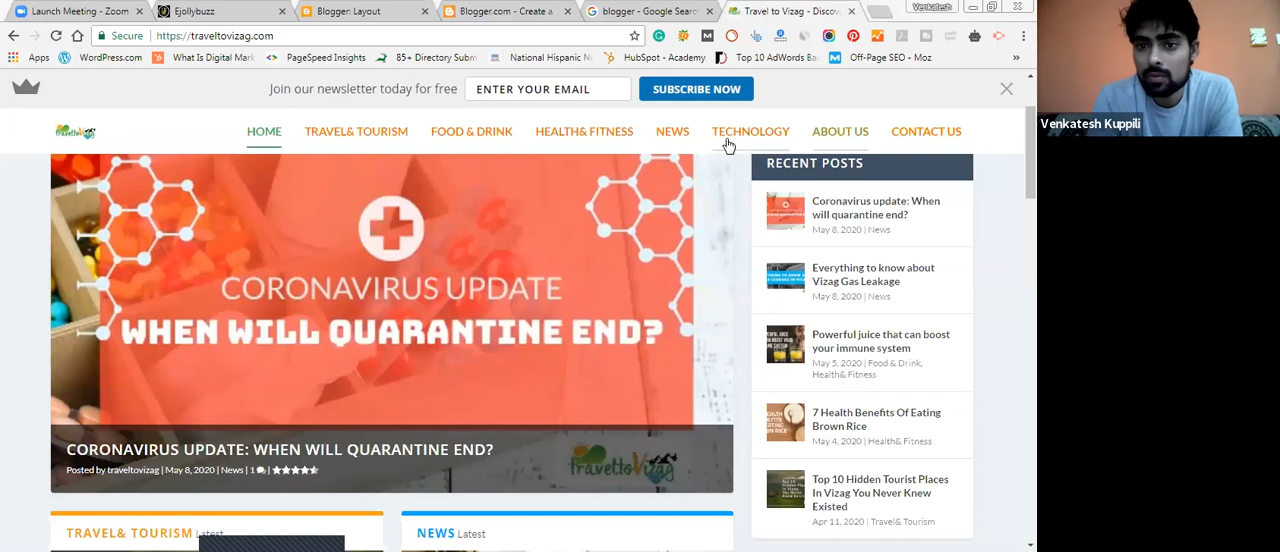 Launch Meeting - Zoom
Ejollybuzz
Blogger: Layout
Blogger.com - Create a
blogger - Google Sear
Travel to Vizag - Discov
Venkatesh
Secure
https://traveltovizag.com
Apps
WordPress.com
What Is Digital Mark
PageSpeed Insights
85+ Directory Subm
National Hispanic N
Top 10 AdWords Ba
Off-Page SEO - Moz
HubSpot - Academy
Join our newsletter today for free
ENTER YOUR EMAIL
SUBSCRIBE NOW
HOME
TRAVEL& TOURISM
FOOD & DRINK
HEALTH& FITNESS
NEWS
TECHNOLOGY
ABOUT US
CONTACT US
Venkatesh Kuppili
CORONAVIRUS UPDATE
WHEN WILL QUARANTINE END?
CORONAVIRUS UPDATE: WHEN WILL QUARANTINE END?
Posted by traveltovizag | May 8, 2020 | News | 1
traveltoVizag
RECENT POSTS
Coronavirus update: When
will quarantine end?
May 8, 2020 | News
Everything to know about
Vizag Gas Leakage
May 8, 2020 | News
Powerful juice that can boost
your immune system
May 5, 2020 | Food & Drink,
Health& Fitness
7 Health Benefits Of Eating
Brown Rice
May 4, 2020 | Health& Fitness
Top 10 Hidden Tourist Places
In Vizag You Never Knew
Existed
Apr 11, 2020 | Travel& Tourism
TRAVEL& TOURISM Latest
NEWS Latest